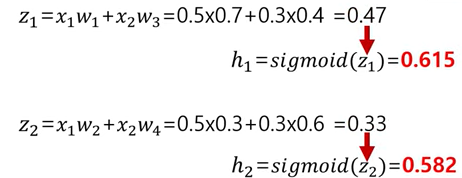 z₁ = x₁w₁+x₂w₃=0.5x0.7+0.3x0.4 =0.47
h₁=sigmoid(z₁)=0.615
z₂ = x₁w₂+x₂w₄=0.5x0.3+0.3x0.6 =0.33
h₂=sigmoid(z₂)=0.582